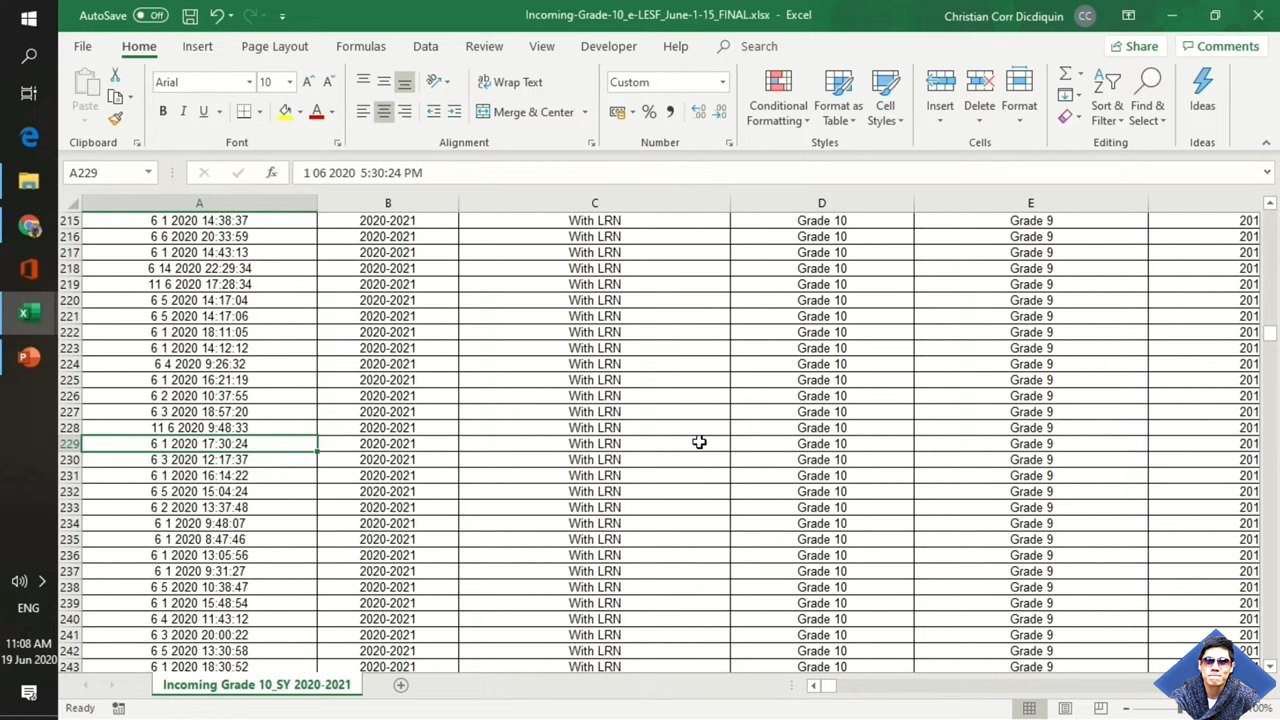 AutoSave Off
Incoming-Grade-10_e-LESF_June-1-15_FINAL.xlsx - Excel
Christian Corr Dicdiquin CC
File Home Insert Page Layout Formulas Data Review View Developer Help Search Share Comments
Paste
Arial 10
B I U
Wrap Text
Merge & Center
Custom
Conditional Formatting
Format as Table
Cell Styles
Insert Delete Format
Sort & Filter
Find & Select
Ideas
Clipboard Font Alignment Number Styles Cells Editing Ideas
A229 fx 1 06 2020 5:30:24 PM
A B C D E
215 6 1 2020 14:38:37 2020-2021 With LRN Grade 10 Grade 9 201
216 6 6 2020 20:33:59 2020-2021 With LRN Grade 10 Grade 9 201
217 6 1 2020 14:43:13 2020-2021 With LRN Grade 10 Grade 9 201
218 6 14 2020 22:29:34 2020-2021 With LRN Grade 10 Grade 9 201
219 11 6 2020 17:28:34 2020-2021 With LRN Grade 10 Grade 9 201
220 6 5 2020 14:17:04 2020-2021 With LRN Grade 10 Grade 9 201
221 6 5 2020 14:17:06 2020-2021 With LRN Grade 10 Grade 9 201
222 6 1 2020 18:11:05 2020-2021 With LRN Grade 10 Grade 9 201
223 6 1 2020 14:12:12 2020-2021 With LRN Grade 10 Grade 9 201
224 6 4 2020 9:26:32 2020-2021 With LRN Grade 10 Grade 9 201
225 6 1 2020 16:21:19 2020-2021 With LRN Grade 10 Grade 9 201
226 6 2 2020 10:37:55 2020-2021 With LRN Grade 10 Grade 9 201
227 6 3 2020 18:57:20 2020-2021 With LRN Grade 10 Grade 9 201
228 11 6 2020 9:48:33 2020-2021 With LRN Grade 10 Grade 9 201
229 6 1 2020 17:30:24 2020-2021 With LRN Grade 10 Grade 9 201
230 6 3 2020 12:17:37 2020-2021 With LRN Grade 10 Grade 9 201
231 6 1 2020 16:14:22 2020-2021 With LRN Grade 10 Grade 9 201
232 6 5 2020 15:04:24 2020-2021 With LRN Grade 10 Grade 9 201
233 6 2 2020 13:37:48 2020-2021 With LRN Grade 10 Grade 9 201
234 6 1 2020 9:48:07 2020-2021 With LRN Grade 10 Grade 9 201
235 6 1 2020 8:47:46 2020-2021 With LRN Grade 10 Grade 9 201
236 6 1 2020 13:05:56 2020-2021 With LRN Grade 10 Grade 9 201
237 6 1 2020 9:31:27 2020-2021 With LRN Grade 10 Grade 9 201
238 6 5 2020 10:38:47 2020-2021 With LRN Grade 10 Grade 9 201
239 6 1 2020 15:48:54 2020-2021 With LRN Grade 10 Grade 9 201
240 6 4 2020 11:43:12 2020-2021 With LRN Grade 10 Grade 9 201
241 6 3 2020 20:00:22 2020-2021 With LRN Grade 10 Grade 9 201
242 6 5 2020 13:30:58 2020-2021 With LRN Grade 10 Grade 9
243 6 1 2020 18:30:52 2020-2021 With LRN Grade 10 Grade 9
Incoming Grade 10_SY 2020-2021
Ready
ENG
11:08 AM
19 Jun 2020